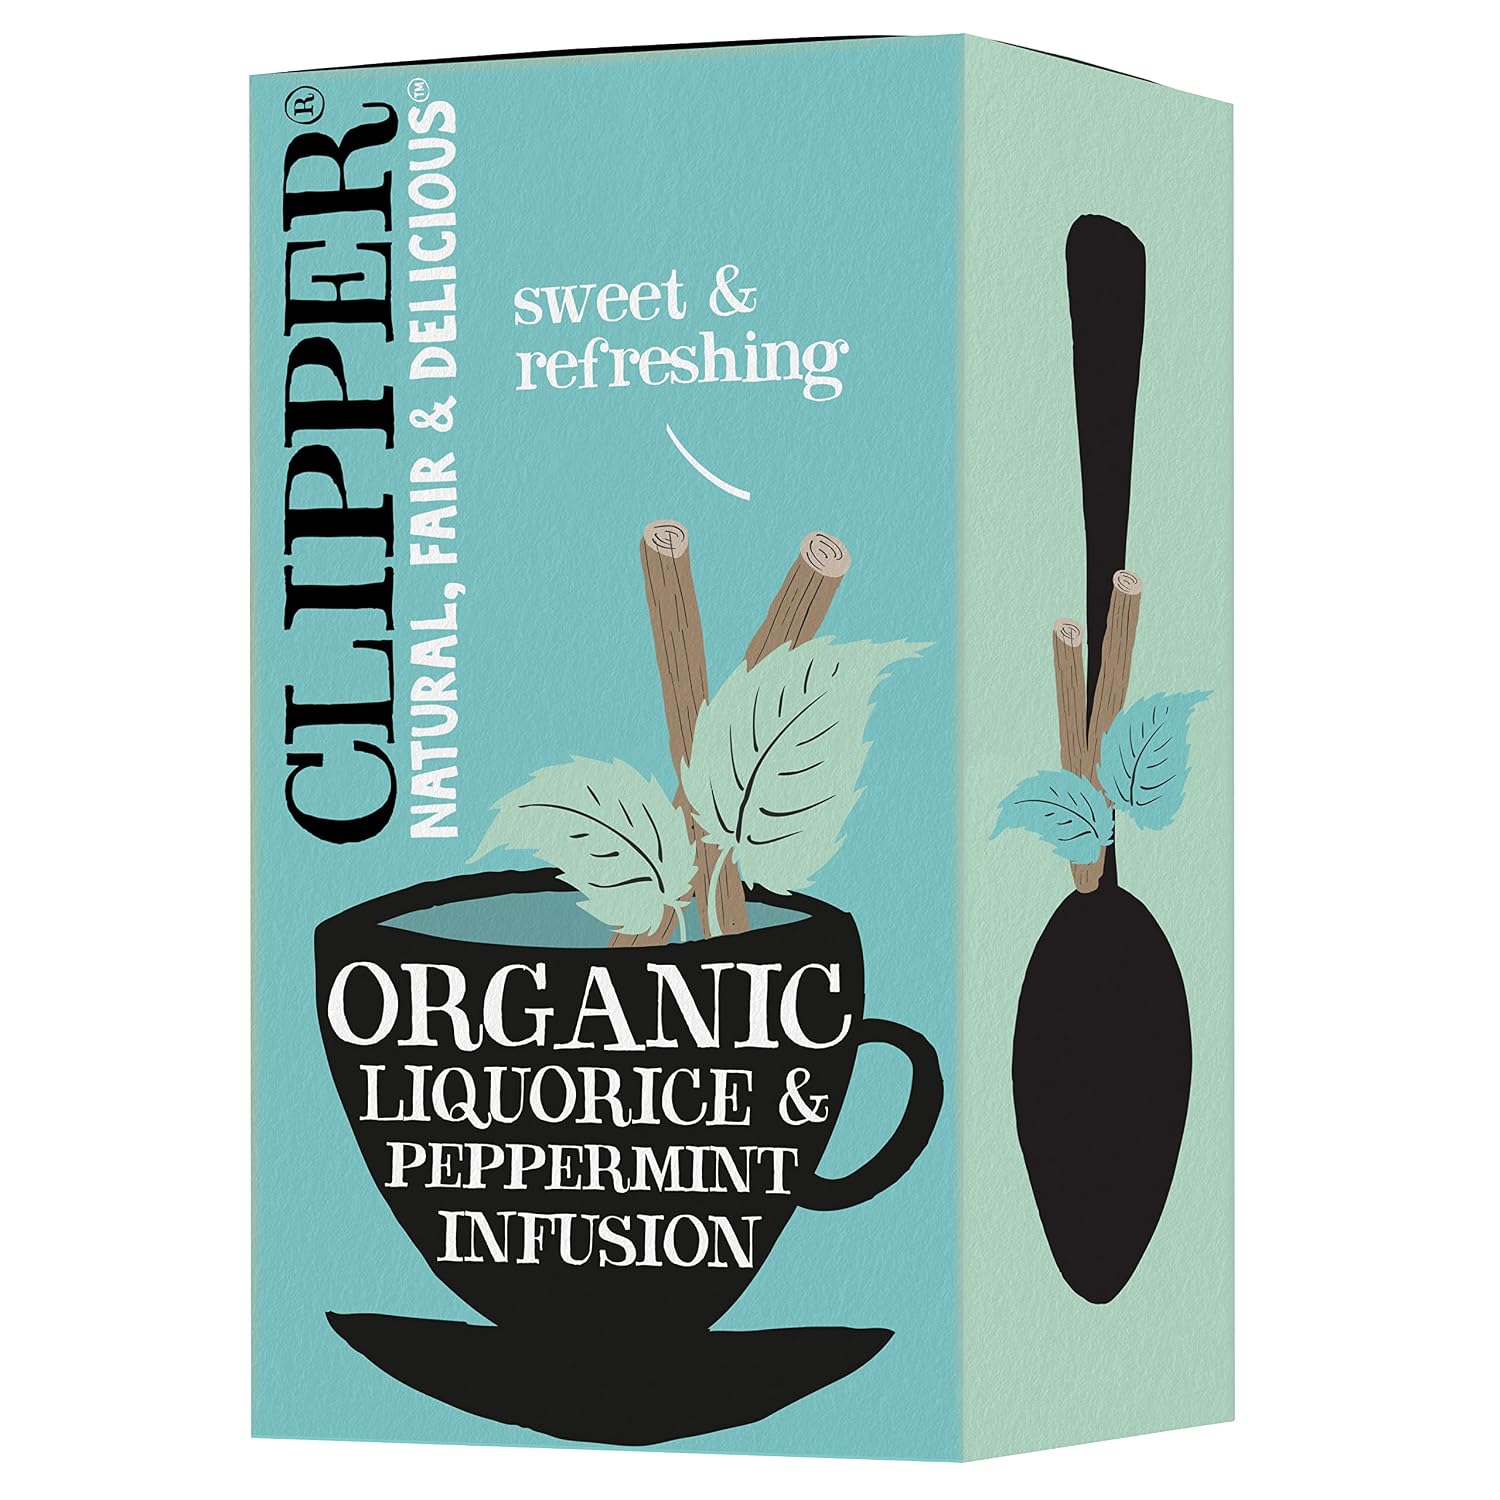 CLIPPER®
NATURAL, FAIR & DELICIOUS™
sweet &
refreshing
ORGANIC
LIQUORICE &
PEPPERMINT
INFUSION